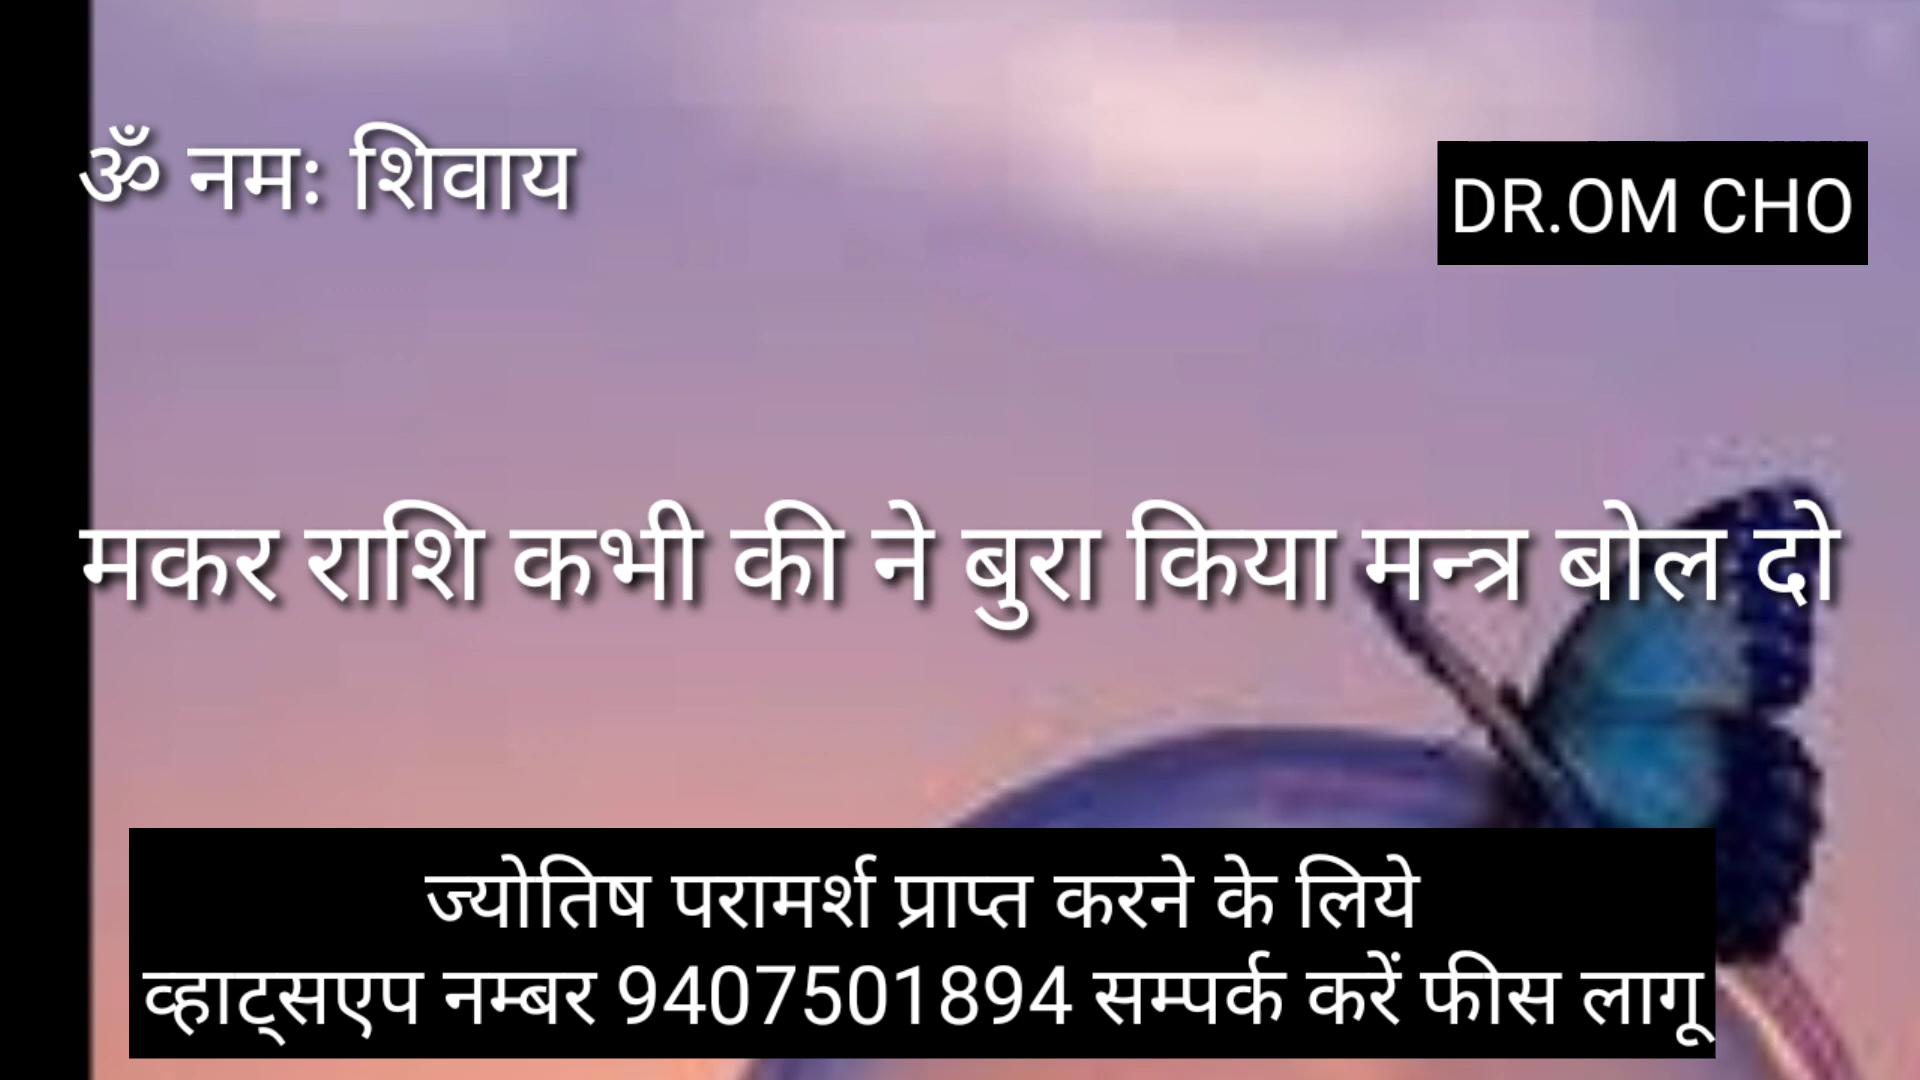 ॐ नमः शिवाय
DR.OM CHO
मकर राशि कभी की ने बुरा किया मन्त्र बोल दो
ज्योतिष परामर्श प्राप्त करने के लिये
व्हाट्सएप नम्बर 9407501894 सम्पर्क करें फीस लागू